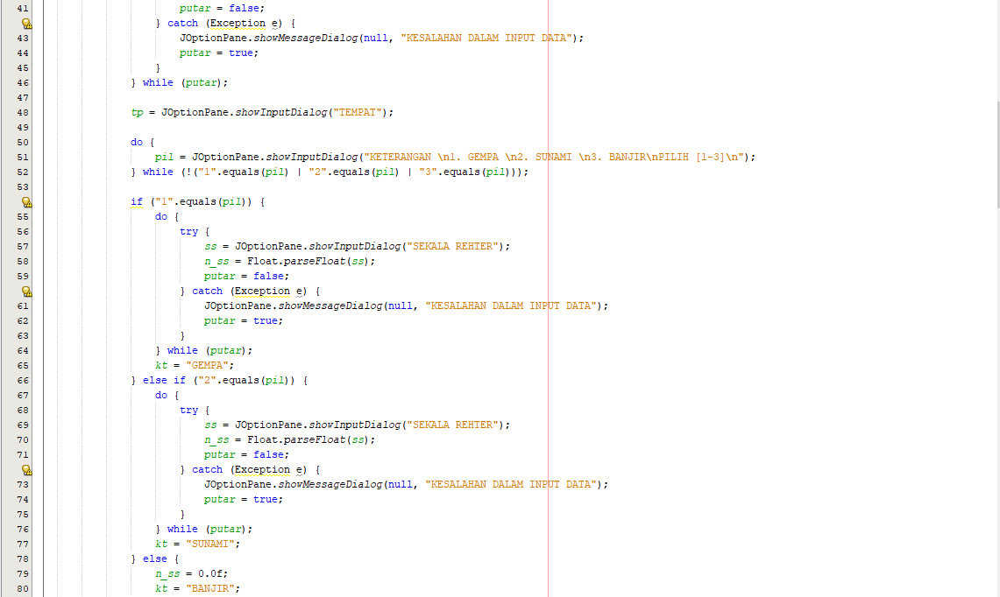 41                         putar = false;
                    } catch (Exception e) {
43                         JOptionPane.showMessageDialog(null, "KESALAHAN DALAM INPUT DATA");
44                         putar = true;
45                     }
46                 } while (putar);
47
48                 tp = JOptionPane.showInputDialog("TEMPAT");
49
50                 do {
51                     pil = JOptionPane.showInputDialog("KETERANGAN \n1. GEMPA \n2. SUNAMI \n3. BANJIR\nPILIH [1-3]\n");
52                 } while (!("1".equals(pil) | "2".equals(pil) | "3".equals(pil)));
53
                if ("1".equals(pil)) {
55                     do {
56                         try {
57                             ss = JOptionPane.showInputDialog("SEKALA REHTER");
58                             n_ss = Float.parseFloat(ss);
59                             putar = false;
                        } catch (Exception e) {
61                             JOptionPane.showMessageDialog(null, "KESALAHAN DALAM INPUT DATA");
62                             putar = true;
63                         }
64                     } while (putar);
65                     kt = "GEMPA";
66                 } else if ("2".equals(pil)) {
67                     do {
68                         try {
69                             ss = JOptionPane.showInputDialog("SEKALA REHTER");
70                             n_ss = Float.parseFloat(ss);
71                             putar = false;
                        } catch (Exception e) {
73                             JOptionPane.showMessageDialog(null, "KESALAHAN DALAM INPUT DATA");
74                             putar = true;
75                         }
76                     } while (putar);
77                     kt = "SUNAMI";
78                 } else {
79                     n_ss = 0.0f;
80                     kt = "BANJIR";